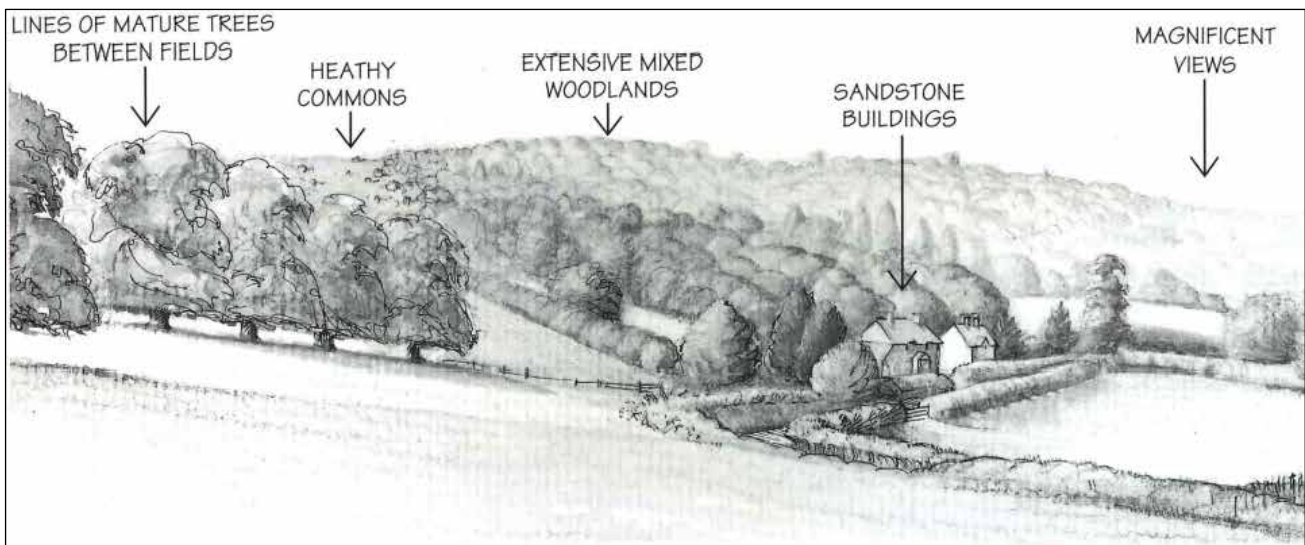 LINES OF MATURE TREES
BETWEEN FIELDS
HEATHY
COMMONS
EXTENSIVE MIXED
WOODLANDS
SANDSTONE
BUILDINGS
MAGNIFICENT
VIEWS